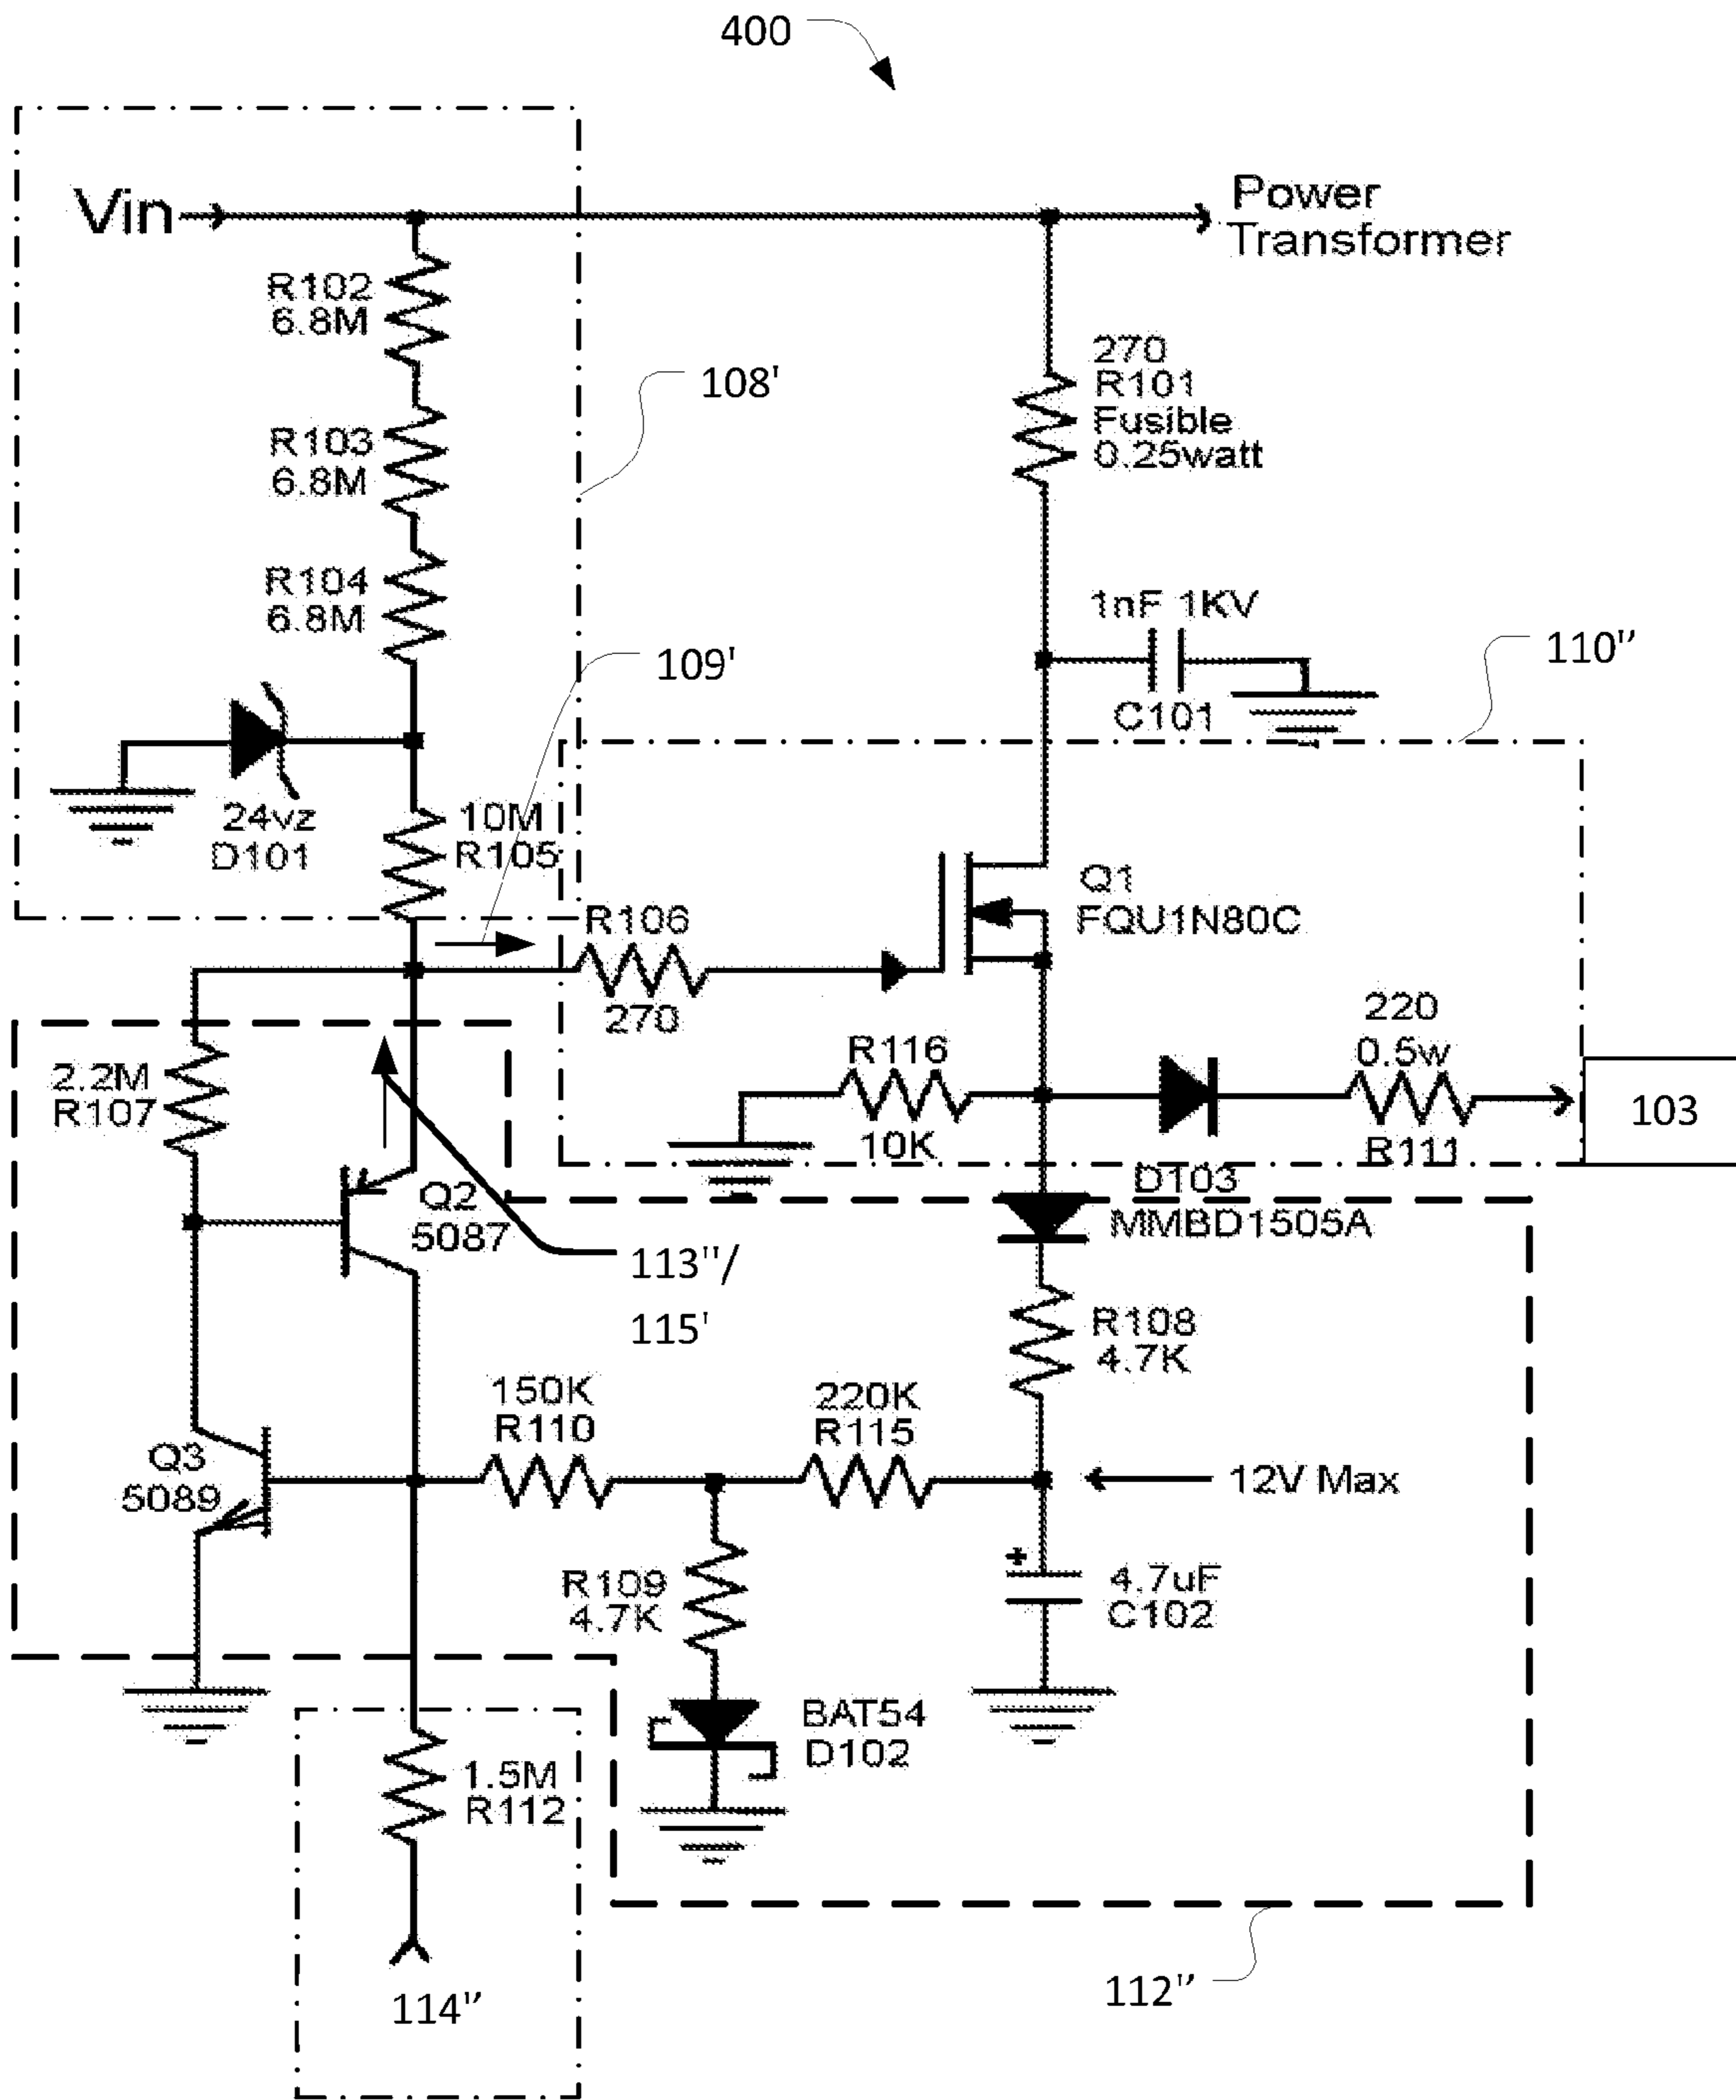 400
Vin
Power
Transformer
R102
6.8M
108'
270
R101
Fusible
0.25watt
R103
6.8M
R104
6.8M
1nF 1KV
C101
109'
110''
24vz
D101
10M
R105
Q1
FQU1N80C
R106
270
2.2M
R107
R116
10K
220
0.5w
R111
103
D103
MMBD1505A
Q2
5087
113''/
115'
R108
4.7K
150K
R110
220K
R115
12V Max
Q3
5089
R109
4.7K
+
4.7uF
C102
BAT54
D102
1.5M
R112
114''
112''